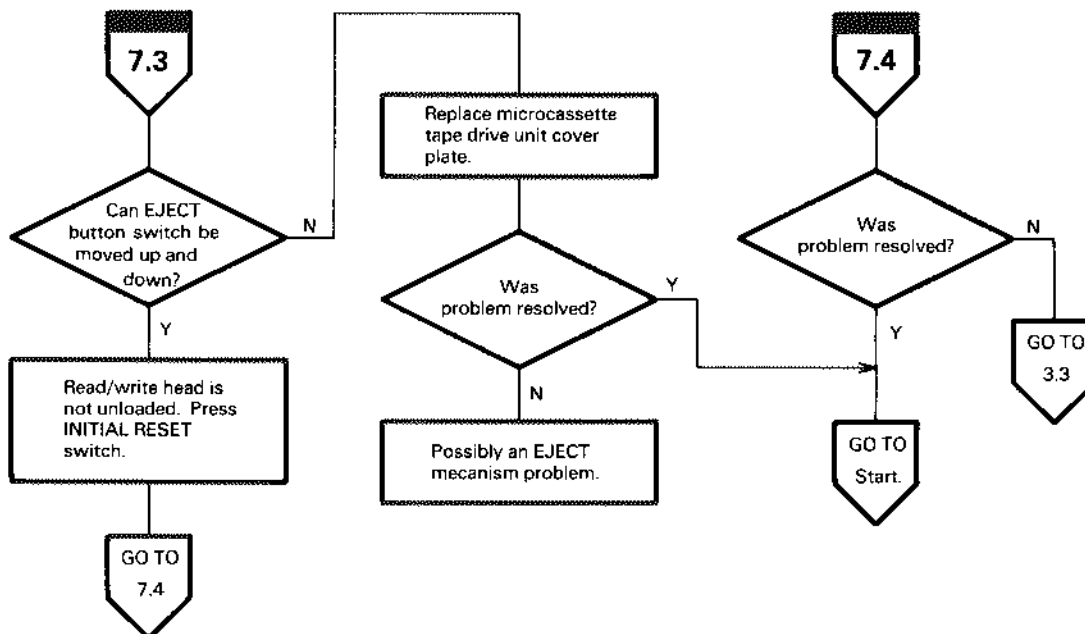 7.3
Can EJECT
button switch be
moved up and
down?
N
Y
Read/write head is
not unloaded. Press
INITIAL RESET
switch.
GO TO
7.4
Replace microcassette
tape drive unit cover
plate.
Was
problem resolved?
Y
N
Possibly an EJECT
mecanism problem.
7.4
Was
problem resolved?
N
Y
GO TO
3.3
GO TO
Start.